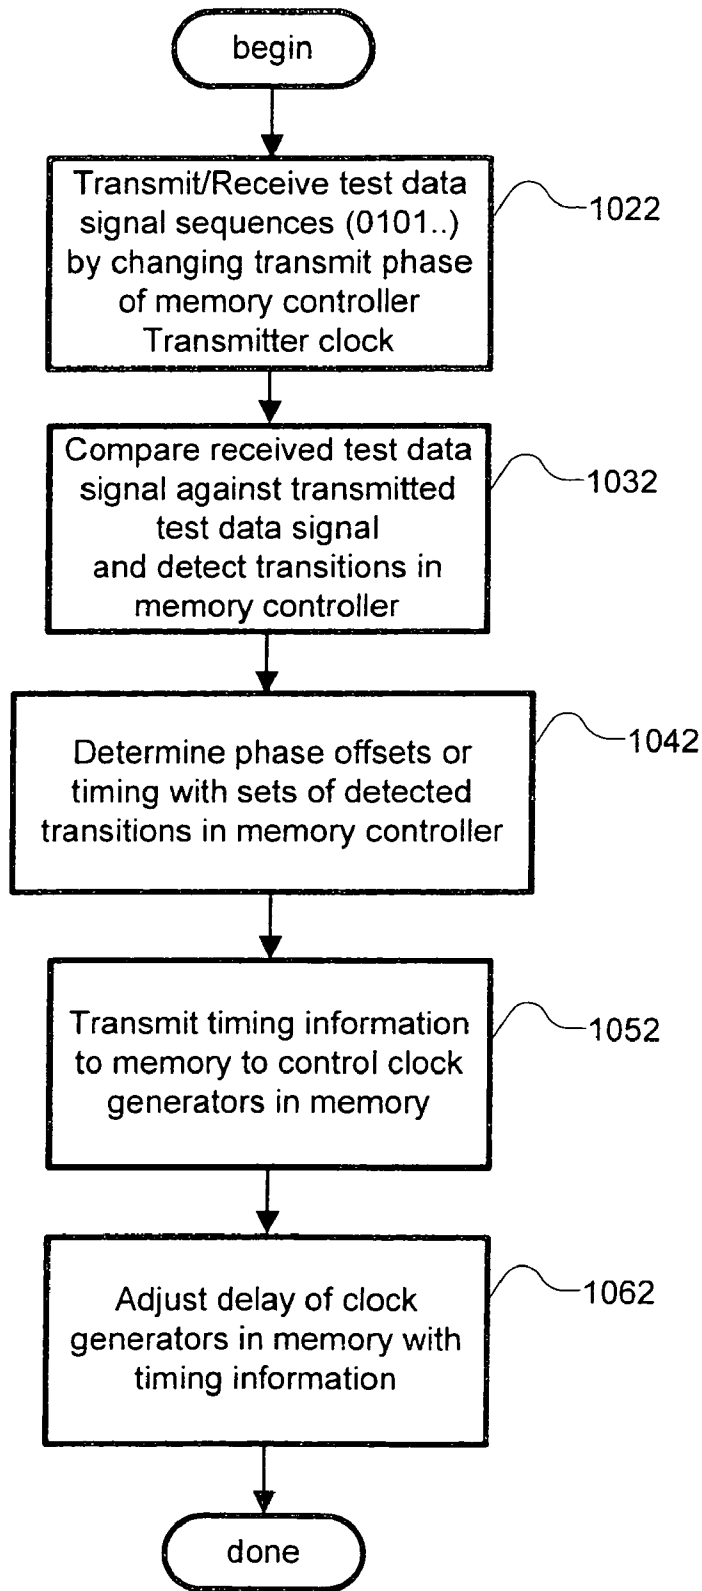 begin
Transmit/Receive test data
signal sequences (0101..)
by changing transmit phase
of memory controller
Transmitter clock
1022
Compare received test data
signal against transmitted
test data signal
and detect transitions in
memory controller
1032
Determine phase offsets or
timing with sets of detected
transitions in memory controller
1042
Transmit timing information
to memory to control clock
generators in memory
1052
Adjust delay of clock
generators in memory with
timing information
1062
done